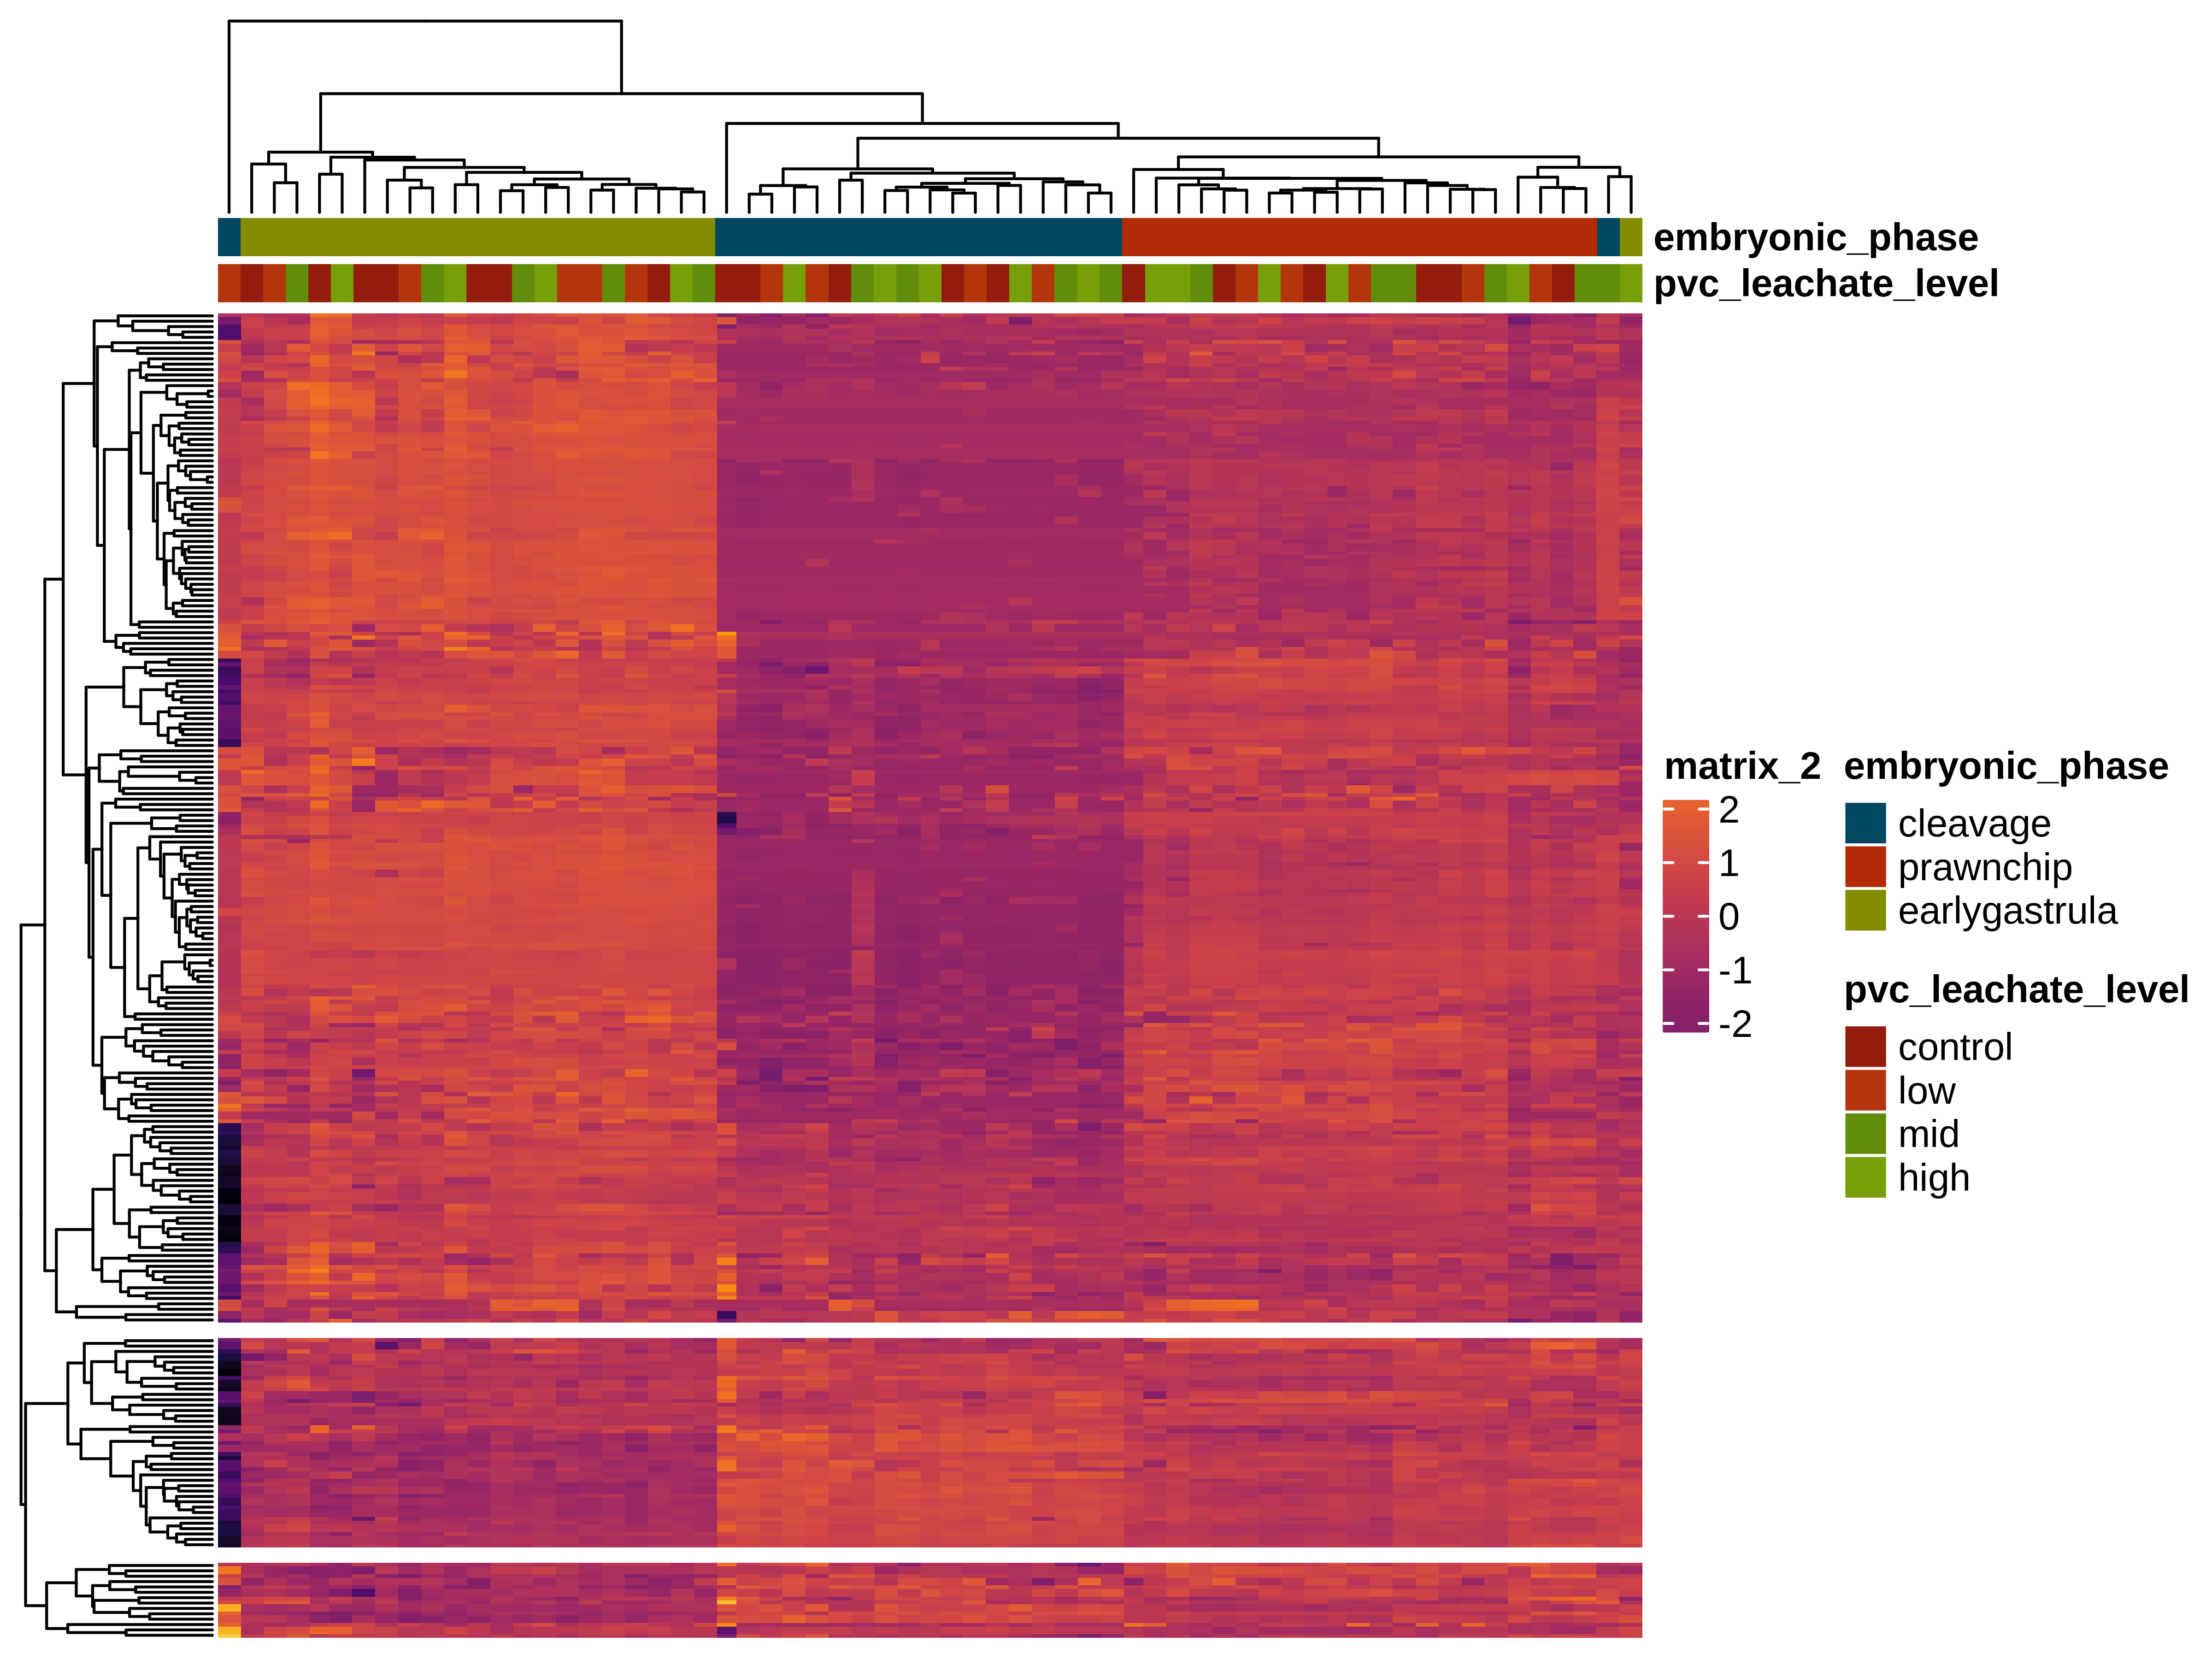 embryonic_phase
pvc_leachate_level
matrix_2
2
1
0
-1
-2
embryonic_phase
cleavage
prawnchip
earlygastrula
pvc_leachate_level
control
low
mid
high